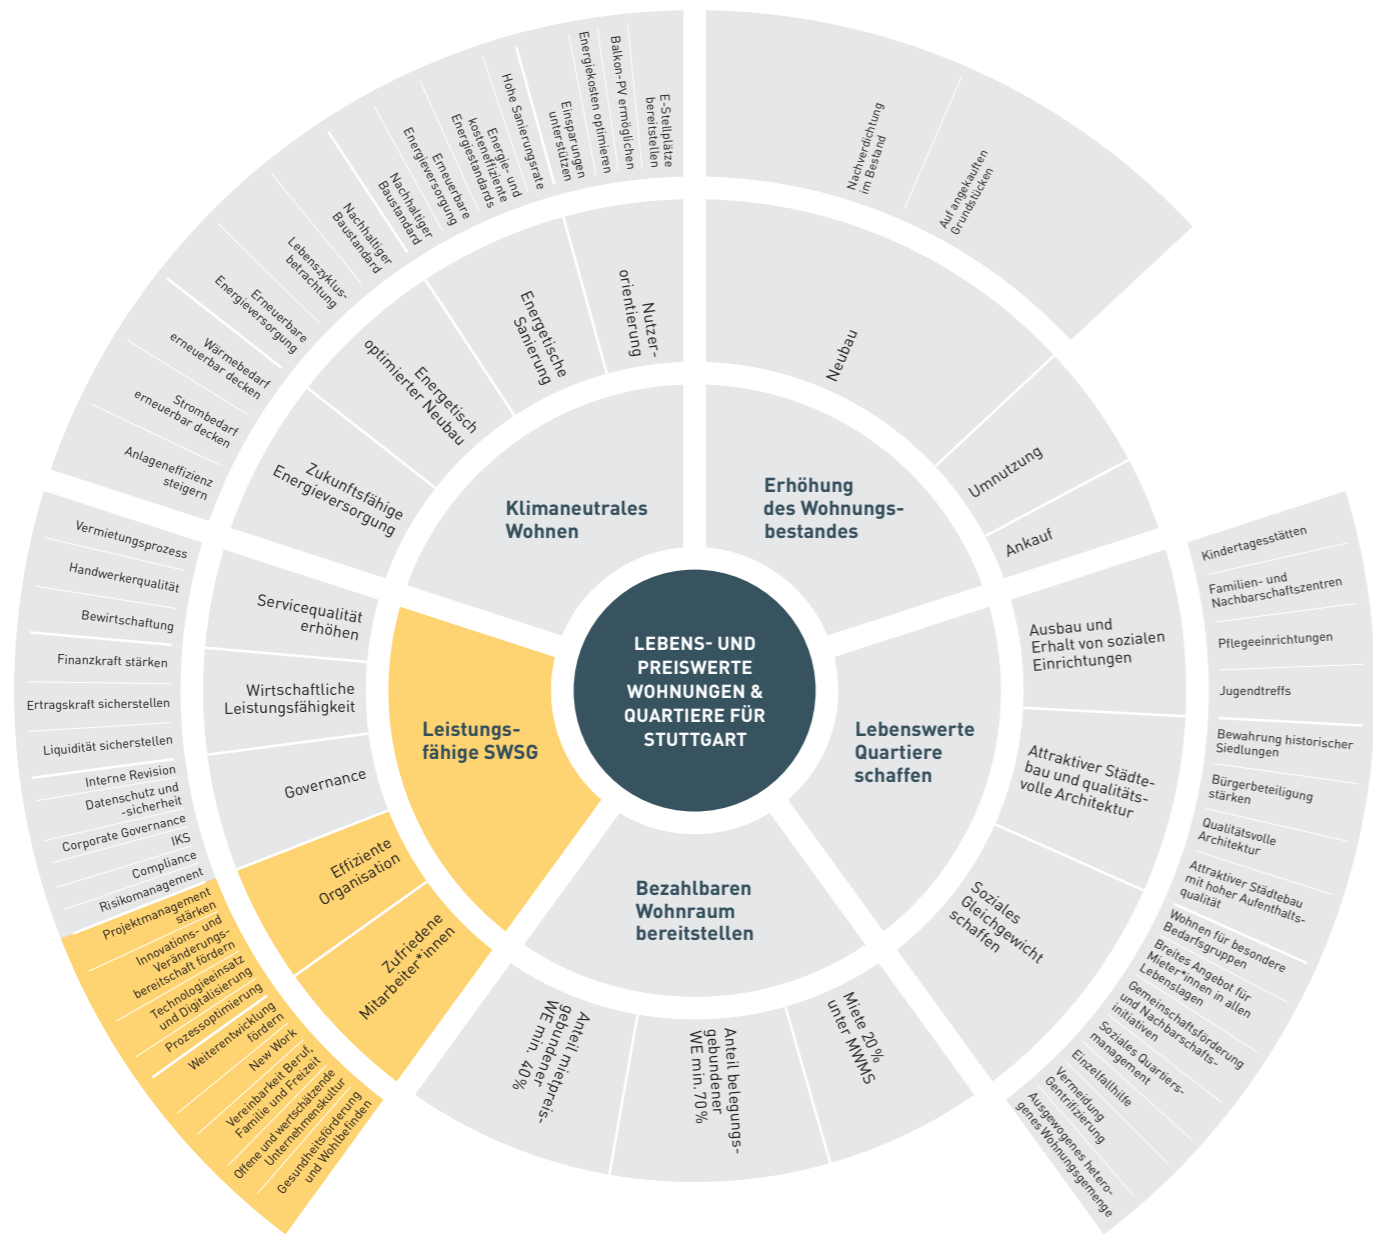 LEBENS- UND
PREISWERTE
WOHNUNGEN &
QUARTIERE FÜR
STUTTGART
Klimaneutrales
Wohnen
Zukunftsfähige
Energieversorgung
Anlageneffizienz
steigern
Strombedarf
erneuerbar decken
Wärmebedarf
erneuerbar decken
Energetisch
optimierter Neubau
Erneuerbare
Energieversorgung
Lebenszyklus-
betrachtung
Nachhaltiger
Baustandard
Energetische
Sanierung
Nachhaltiger
Baustandard
Erneuerbare
Energieversorgung
Energie- und
kosteneffiziente
Energiestandards
Hohe Sanierungsrate
Nutzer-
orientierung
Einsparungen
unterstützen
Energiekosten optimieren
Balkon-PV ermöglichen
E-Stellplätze
bereitstellen
Erhöhung
des Wohnungs-
bestandes
Neubau
Nachverdichtung
im Bestand
Auf angekauften
Grundstücken
Umnutzung
Ankauf
Lebenswerte
Quartiere
schaffen
Ausbau und
Erhalt von sozialen
Einrichtungen
Kindertagesstätten
Familien- und
Nachbarschaftszentren
Pflegeeinrichtungen
Jugendtreffs
Attraktiver Städte-
bau und qualitäts-
volle Architektur
Bewahrung historischer
Siedlungen
Bürgerbeteiligung
stärken
Qualitätsvolle
Architektur
Attraktiver Städtebau
mit hoher Aufenthalts-
qualität
Soziales
Gleichgewicht
schaffen
Wohnen für besondere
Bedarfsgruppen
Breites Angebot für
Mieter*innen in allen
Lebenslagen
Gemeinschaftsförderung
und Nachbarschafts-
initiativen
Soziales Quartiers-
management
Einzelfallhilfe
Vermeidung
Gentrifizierung
Ausgewogenes hetero-
genes Wohnungsgemenge
Bezahlbaren
Wohnraum
bereitstellen
Miete 20 %
unter MWMS
Anteil belegungs-
gebundener
WE min. 70 %
Anteil mietpreis-
gebundener
WE min. 40 %
Leistungs-
fähige SWSG
Servicequalität
erhöhen
Vermietungsprozess
Handwerkerqualität
Bewirtschaftung
Wirtschaftliche
Leistungsfähigkeit
Finanzkraft stärken
Ertragskraft sicherstellen
Liquidität sicherstellen
Governance
Interne Revision
Datenschutz und
-sicherheit
Corporate Governance
IKS
Compliance
Risikomanagement
Effiziente
Organisation
Projektmanagement
stärken
Innovations- und
Veränderungs-
bereitschaft fördern
Technologieeinsatz
und Digitalisierung
Prozessoptimierung
Zufriedene
Mitarbeiter*innen
Weiterentwicklung
fördern
New Work
Vereinbarkeit Beruf,
Familie und Freizeit
Offene und wertschätzende
Unternehmenskultur
Gesundheitsförderung
und Wohlbefinden